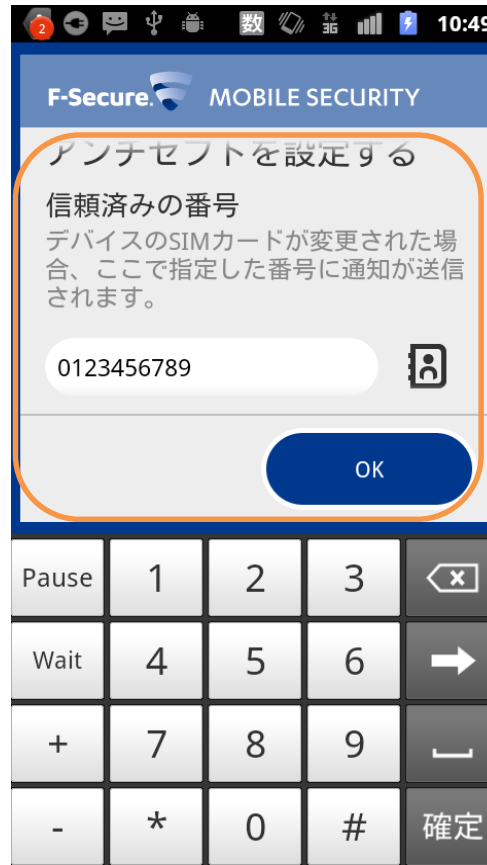 2 数 3G 10:49
F-Secure. MOBILE SECURITY
アンチセフトを設定する
信頼済みの番号
デバイスのSIMカードが変更された場
合、ここで指定した番号に通知が送信
されます。
0123456789
OK
Pause 1 2 3
Wait 4 5 6
+ 7 8 9
- * 0 # 確定